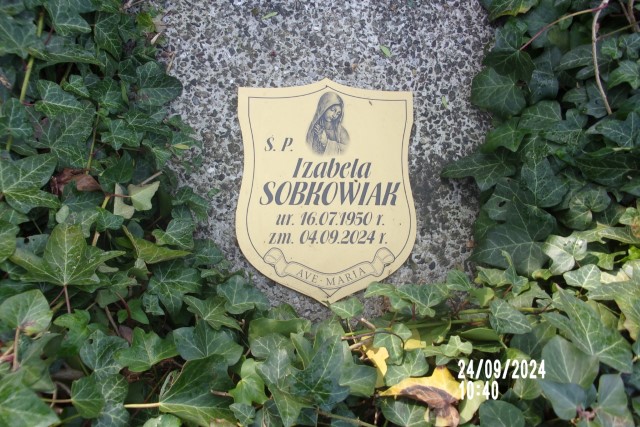 Ś. P.
Izabela
SOBKOWIAK
ur. 16.07.1950 r.
zm. 04.09.2024 r.
AVE-MARIA
24/09/2024
10:40